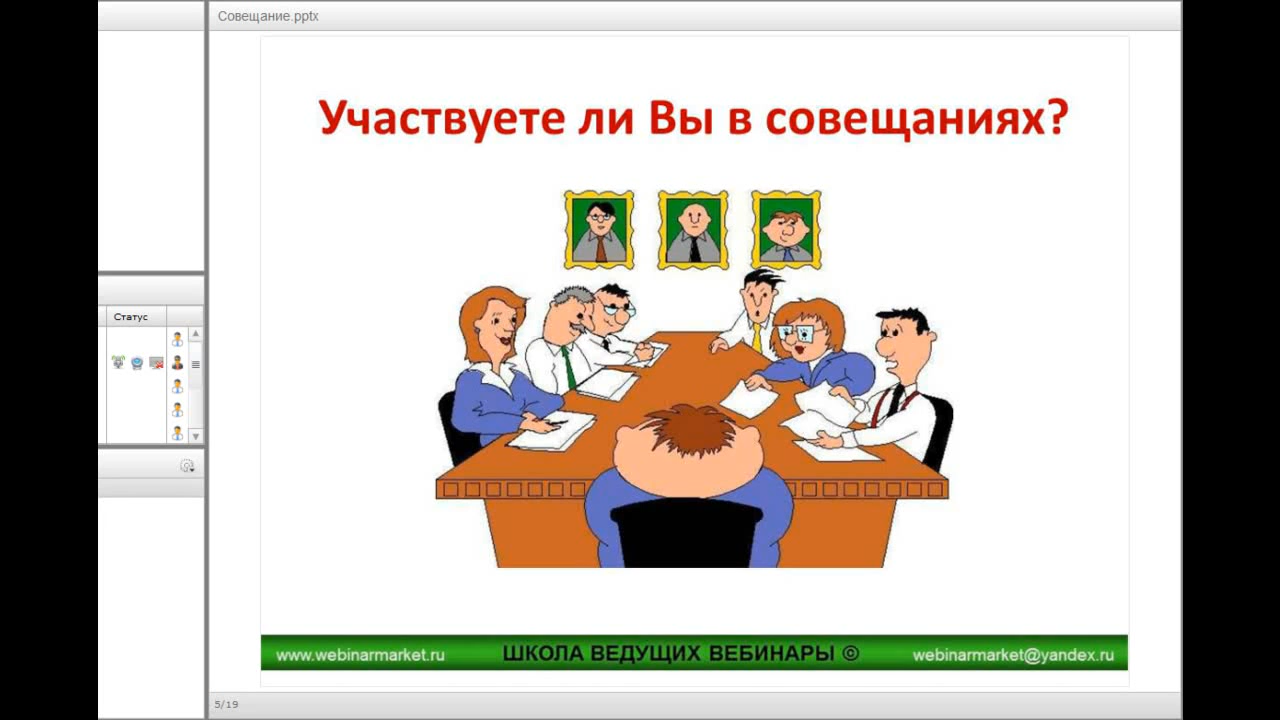 Совещание.pptx
Участвуете ли Вы в совещаниях?
Статус
www.webinarmarket.ru ШКОЛА ВЕДУЩИХ ВЕБИНАРЫ © webinarmarket@yandex.ru
5/19